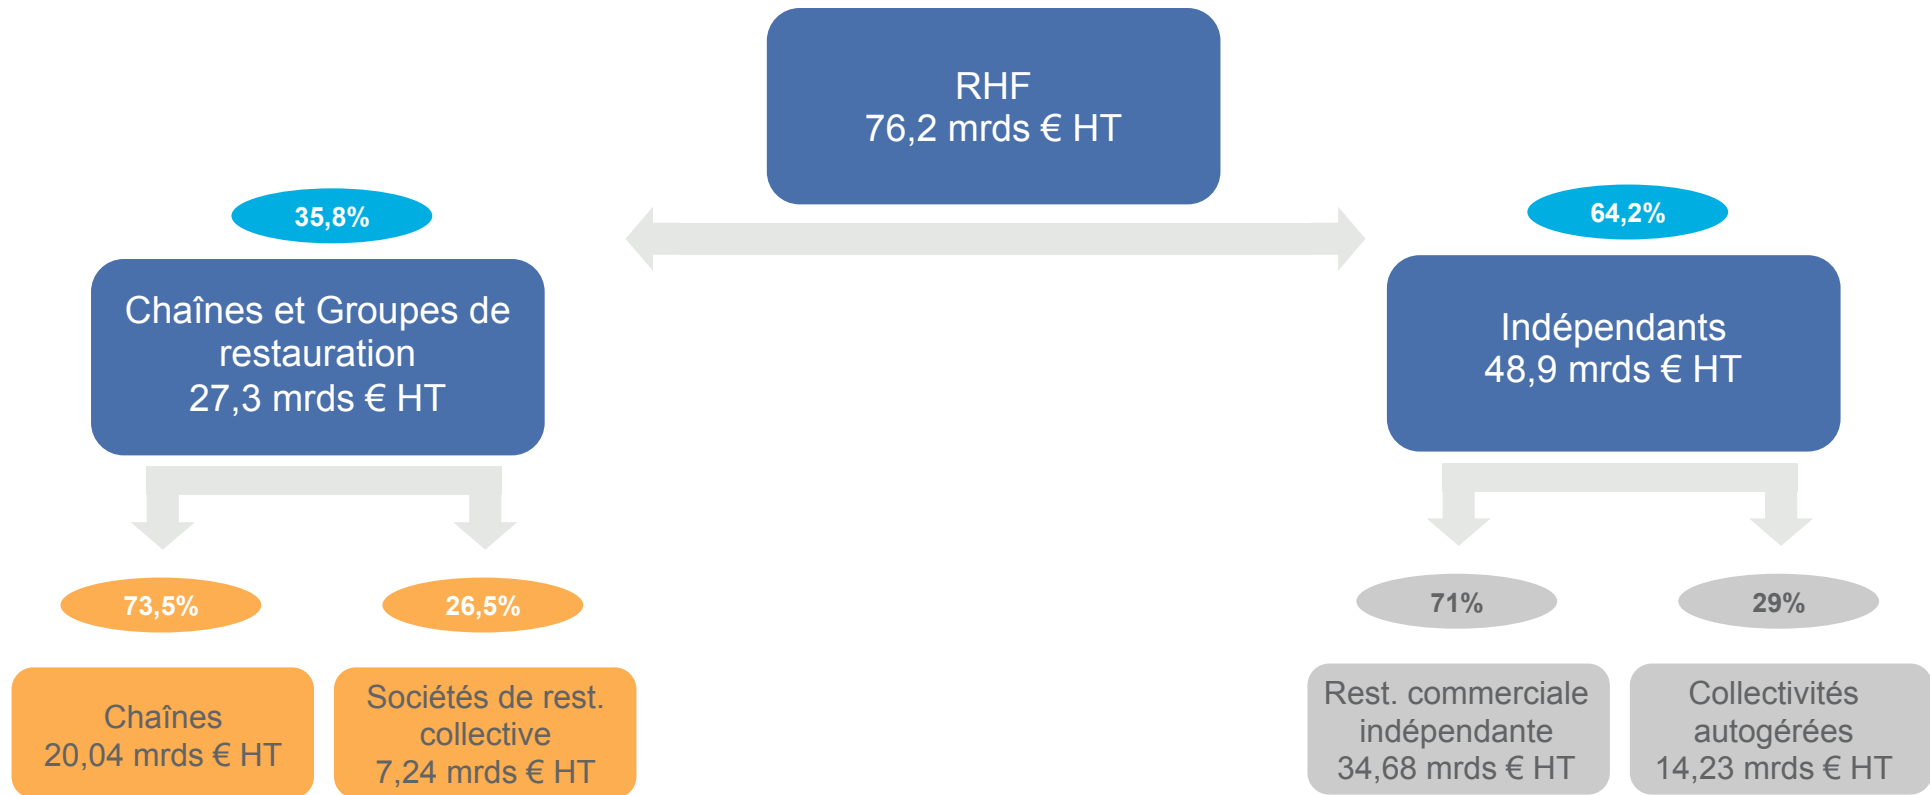 RHF
76,2 mrds € HT
35,8%
64,2%
Chaînes et Groupes de
restauration
27,3 mrds € HT
Indépendants
48,9 mrds € HT
73,5%
26,5%
71%
29%
Chaînes
20,04 mrds € HT
Sociétés de rest.
collective
7,24 mrds € HT
Rest. commerciale
indépendante
34,68 mrds € HT
Collectivités
autogérées
14,23 mrds € HT